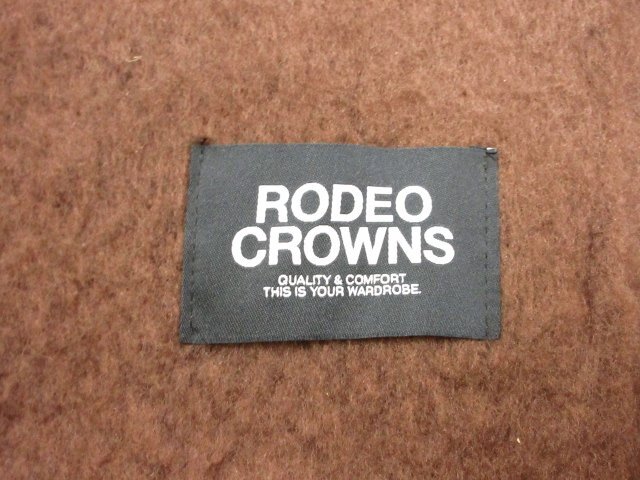 RODEO
CROWNS
QUALITY & COMFORT
THIS IS YOUR WARDROBE.